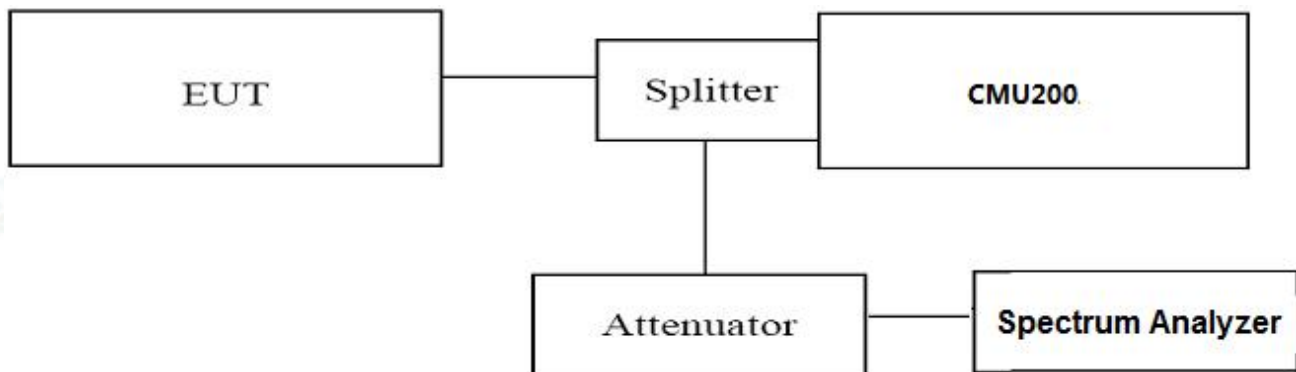 EUT
Splitter
CMU200
Attenuator
Spectrum Analyzer